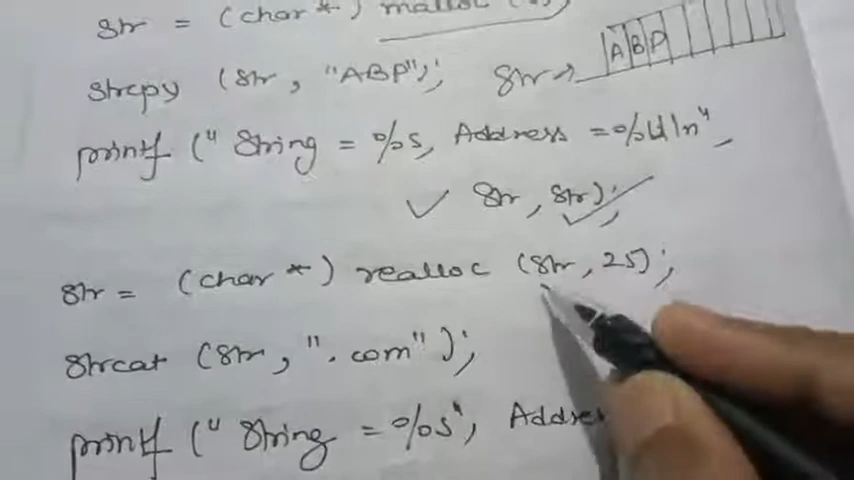 str = (char *) malloc
strcpy (str, "ABP");
str→ A B P
printf (" String = %s, Address = %u\n"
str, str);
str = (char *) realloc (str, 25);
strcat (str, ".com");
printf (" String = %s", Addres